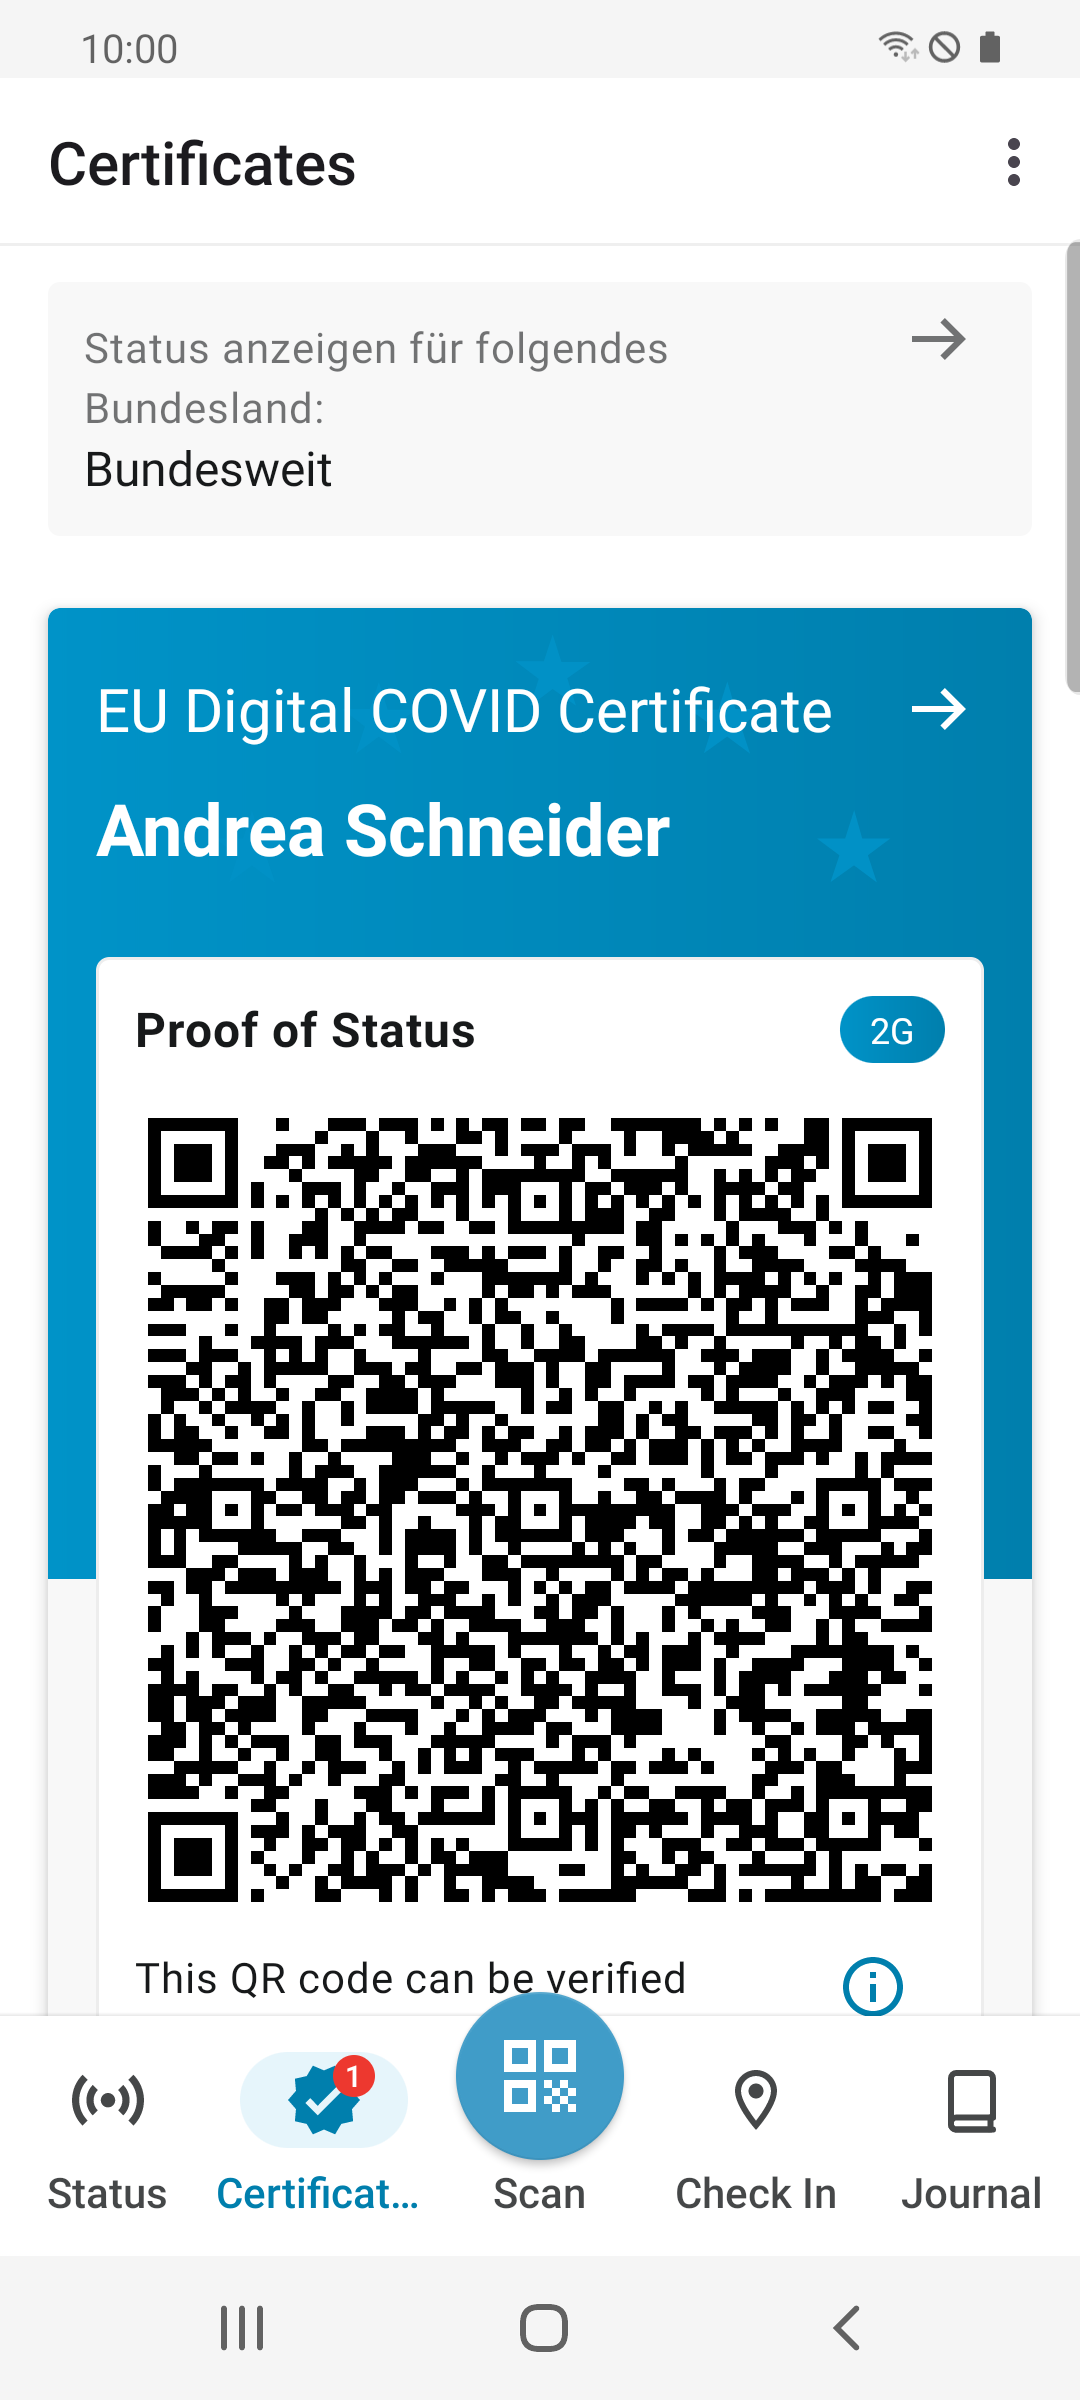 10:00
Certificates
Status anzeigen für folgendes
Bundesland:
Bundesweit
EU Digital COVID Certificate
Andrea Schneider
Proof of Status
2G
This QR code can be verified
1
Status
Certificat...
Scan
Check In
Journal